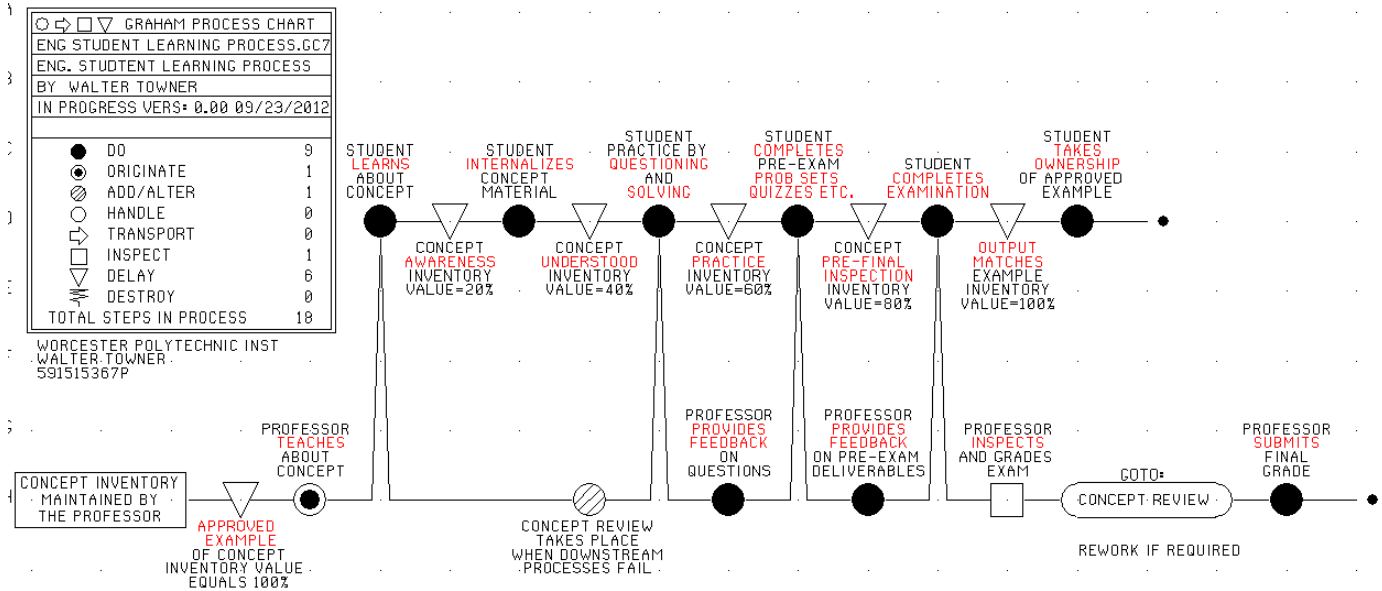 GRAHAM PROCESS CHART
ENG STUDENT LEARNING PROCESS.GC7
ENG. STUDTENT LEARNING PROCESS
BY WALTER TOWNER
IN PROGRESS VERS: 0.00 09/23/2012
DO 9
ORIGINATE 1
ADD/ALTER 1
HANDLE 0
TRANSPORT 0
INSPECT 1
DELAY 6
DESTROY 0
TOTAL STEPS IN PROCESS 18
WORCESTER POLYTECHNIC INST
WALTER TOWNER
591515367P
STUDENT
LEARNS
ABOUT
CONCEPT
CONCEPT
AWARENESS
INVENTORY
VALUE=20%
STUDENT
INTERNALIZES
CONCEPT
MATERIAL
CONCEPT
UNDERSTOOD
INVENTORY
VALUE=40%
STUDENT
PRACTICE BY
QUESTIONING
AND
SOLVING
CONCEPT
PRACTICE
INVENTORY
VALUE=60%
STUDENT
COMPLETES
PRE-EXAM
PROB SETS
QUIZZES ETC.
CONCEPT
PRE-FINAL
INSPECTION
INVENTORY
VALUE=80%
STUDENT
COMPLETES
EXAMINATION
OUTPUT
MATCHES
EXAMPLE
INVENTORY
VALUE=100%
STUDENT
TAKES
OWNERSHIP
OF APPROVED
EXAMPLE
CONCEPT INVENTORY
MAINTAINED BY
THE PROFESSOR
APPROVED
EXAMPLE
OF CONCEPT
INVENTORY VALUE
EQUALS 100%
PROFESSOR
TEACHES
ABOUT
CONCEPT
CONCEPT REVIEW
TAKES PLACE
WHEN DOWNSTREAM
PROCESSES FAIL
PROFESSOR
PROVIDES
FEEDBACK
ON
QUESTIONS
PROFESSOR
PROVIDES
FEEDBACK
ON PRE-EXAM
DELIVERABLES
PROFESSOR
INSPECTS
AND GRADES
EXAM
GOTO:
CONCEPT REVIEW
REWORK IF REQUIRED
PROFESSOR
SUBMITS
FINAL
GRADE